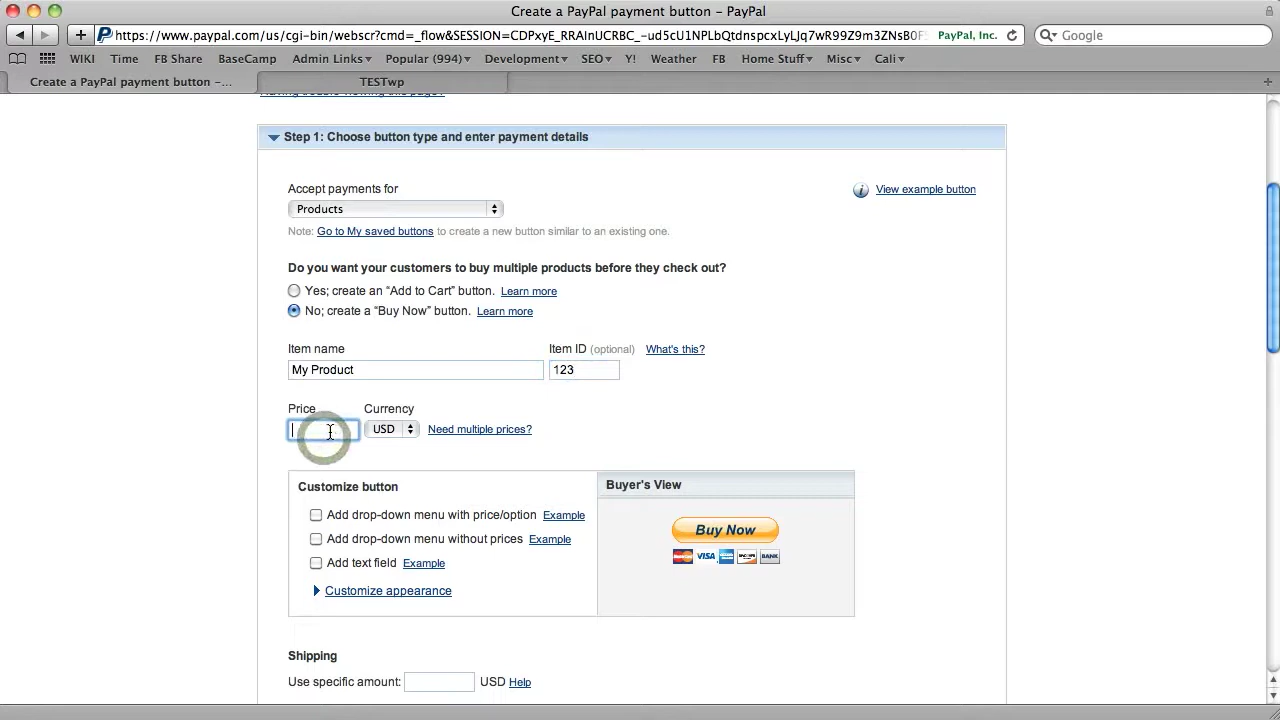 Create a PayPal payment button – PayPal
https://www.paypal.com/us/cgi-bin/webscr?cmd=_flow&SESSION=CDPxyE_RRAInUCRBC_-ud5cU1NPLbQtdnspcxLyLJq7wR99Z9m3ZNsB0F PayPal, Inc. Google
WIKI Time FB Share BaseCamp Admin Links Popular (994) Development SEO Y! Weather FB Home Stuff Misc Cali
Create a PayPal payment button –... TESTwp
Having trouble viewing this page?
Step 1: Choose button type and enter payment details
Accept payments for
View example button
Products
Note: Go to My saved buttons to create a new button similar to an existing one.
Do you want your customers to buy multiple products before they check out?
Yes; create an “Add to Cart” button. Learn more
No; create a “Buy Now” button. Learn more
Item name Item ID (optional) What's this?
My Product 123
Price Currency
USD Need multiple prices?
Customize button Buyer's View
Add drop-down menu with price/option Example
Buy Now
Add drop-down menu without prices Example
VISA BANK
Add text field Example
Customize appearance
Shipping
Use specific amount: USD Help